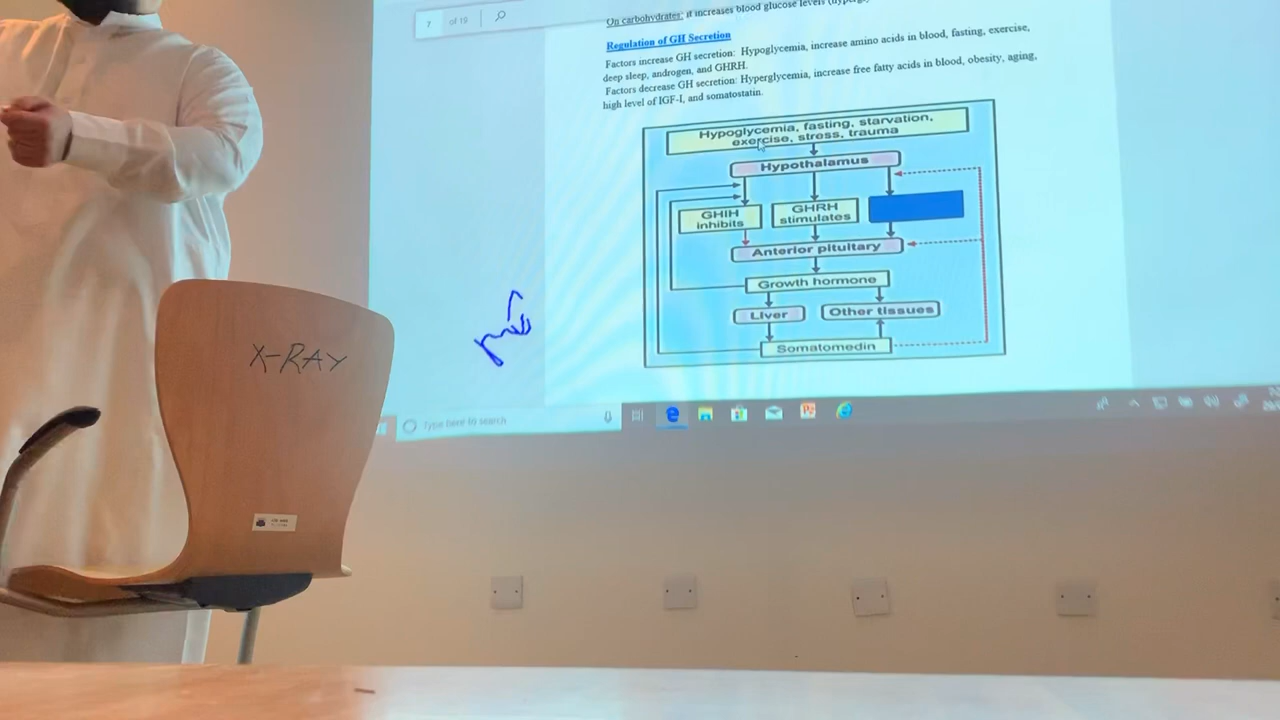 7 of 19
On carbohydrates: it increases blood glucose levels
Regulation of GH Secretion
Factors increase GH secretion: Hypoglycemia, increase amino acids in blood, fasting, exercise,
deep sleep, androgen, and GHRH.
Factors decrease GH secretion: Hyperglycemia, increase free fatty acids in blood, obesity, aging,
high level of IGF-I, and somatostatin.
Hypoglycemia, fasting, starvation,
exercise, stress, trauma
Hypothalamus
GHIH
inhibits
GHRH
stimulates
Anterior pituitary
Growth hormone
Liver
Other tissues
Somatomedin
Type here to search
X-RAY